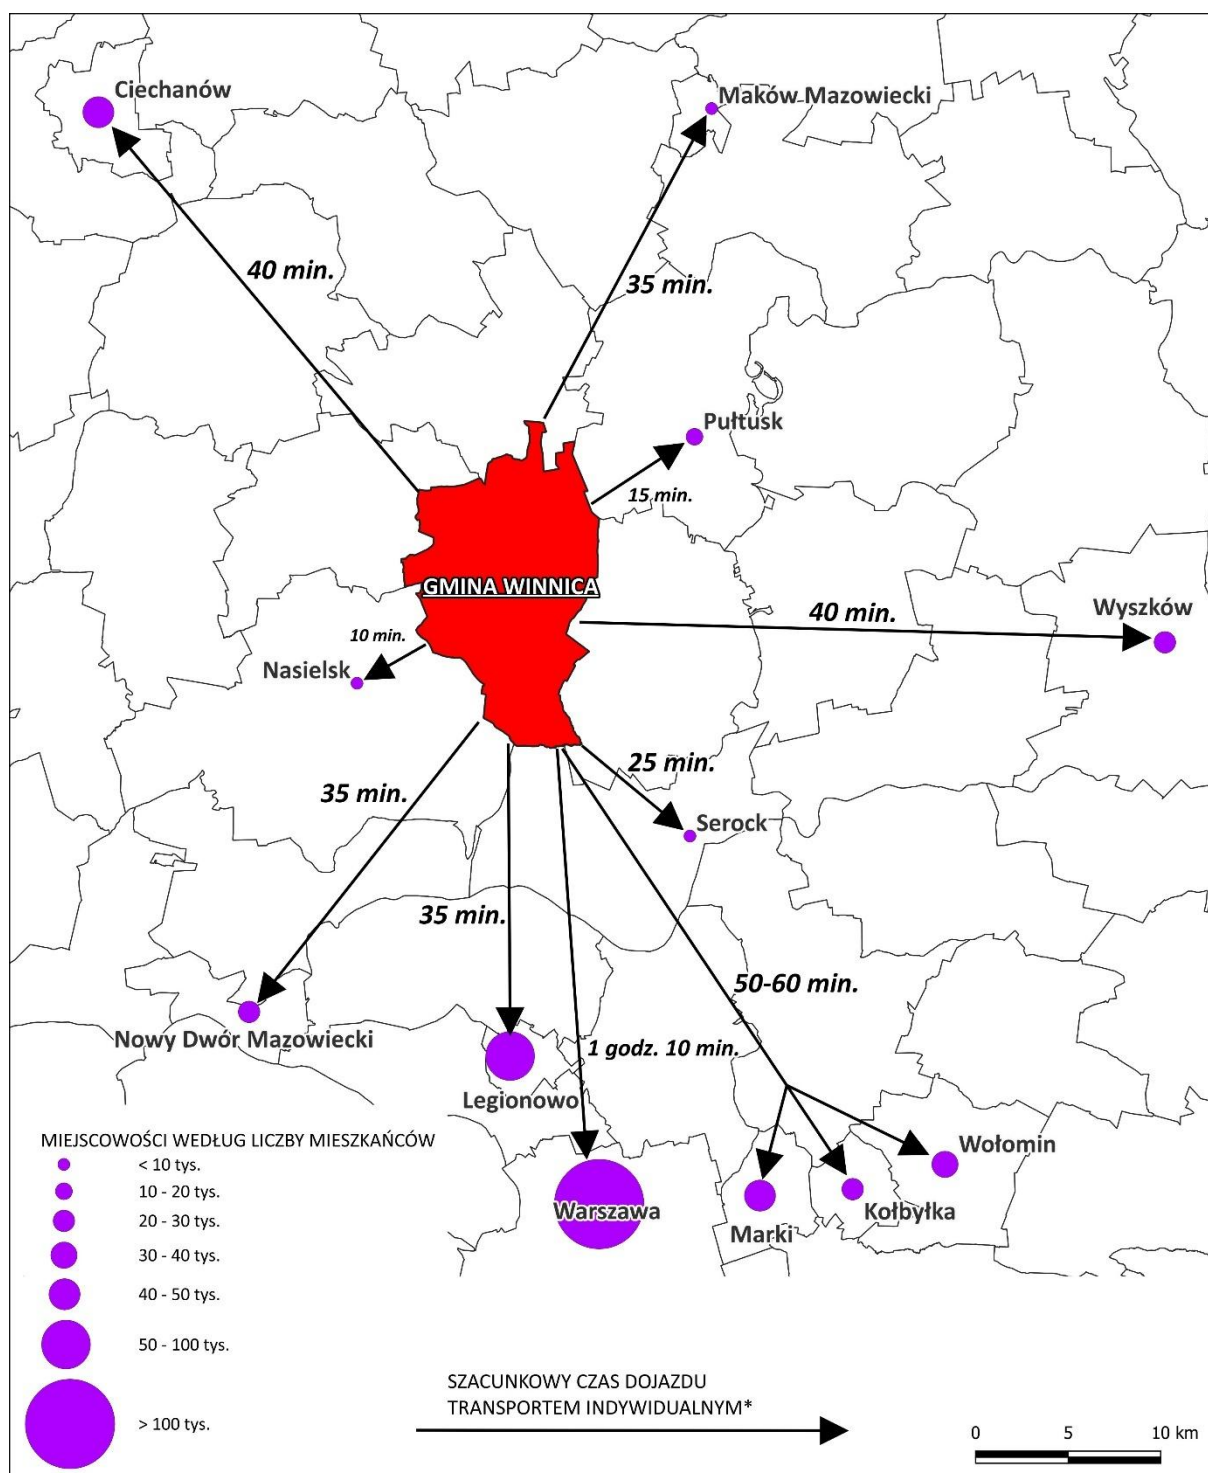 Ciechanów
Maków Mazowiecki
40 min.
35 min.
Pułtusk
15 min.
GMINA WINNICA
Wyszków
40 min.
10 min.
Nasielsk
25 min.
35 min.
Serock
35 min.
50-60 min.
Nowy Dwór Mazowiecki
1 godz. 10 min.
Legionowo
Wołomin
Warszawa
Kołbyłka
Marki
MIEJSCOWOŚCI WEDŁUG LICZBY MIESZKAŃCÓW
< 10 tys.
10 - 20 tys.
20 - 30 tys.
30 - 40 tys.
40 - 50 tys.
50 - 100 tys.
> 100 tys.
SZACUNKOWY CZAS DOJAZDU
TRANSPORTEM INDYWIDUALNYM*
0 5 10 km